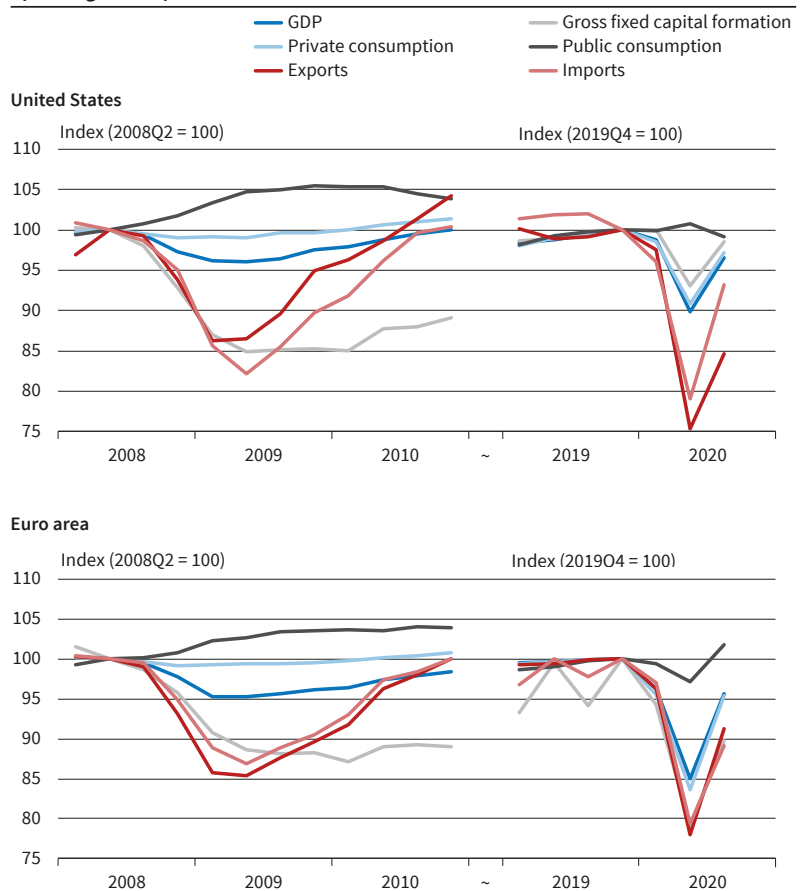 GDP Gross fixed capital formation
Private consumption Public consumption
Exports Imports
United States
Index (2008Q2 = 100) Index (2019Q4 = 100)
110
105
100
95
90
85
80
75
2008 2009 2010 ~ 2019 2020
Euro area
Index (2008Q2 = 100) Index (2019Q4 = 100)
110
105
100
95
90
85
80
75
2008 2009 2010 ~ 2019 2020